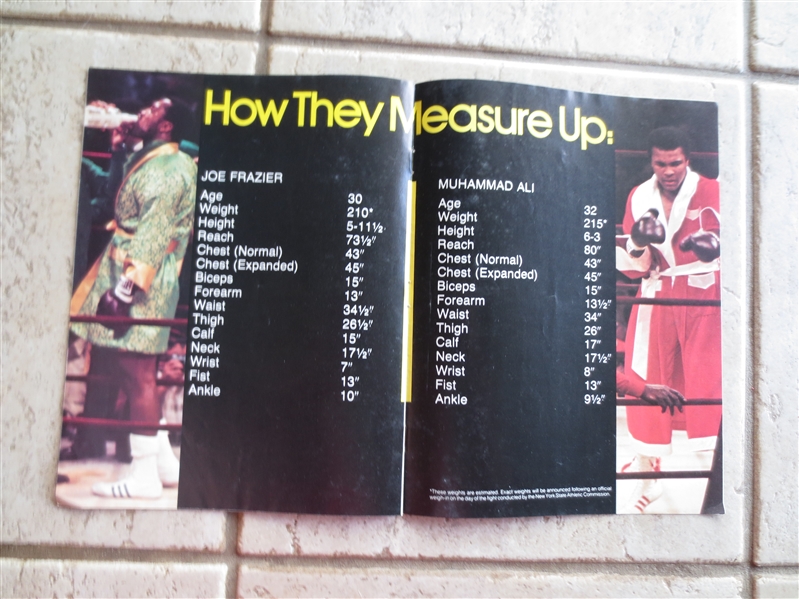 How They Measure Up:
JOE FRAZIER
Age 30
Weight 210*
Height 5-11½
Reach 73½"
Chest (Normal) 43"
Chest (Expanded) 45"
Biceps 15"
Forearm 13"
Waist 34½"
Thigh 26½"
Calf 15"
Neck 17½"
Wrist 7"
Fist 13"
Ankle 10"
MUHAMMAD ALI
Age 32
Weight 215*
Height 6-3
Reach 80"
Chest (Normal) 43"
Chest (Expanded) 45"
Biceps 15"
Forearm 13½"
Waist 34"
Thigh 26"
Calf 17"
Neck 17½"
Wrist 8"
Fist 13"
Ankle 9½"
*These weights are estimated. Exact weights will be announced following an official
weigh-in on the day of the fight conducted by the New York State Athletic Commission.